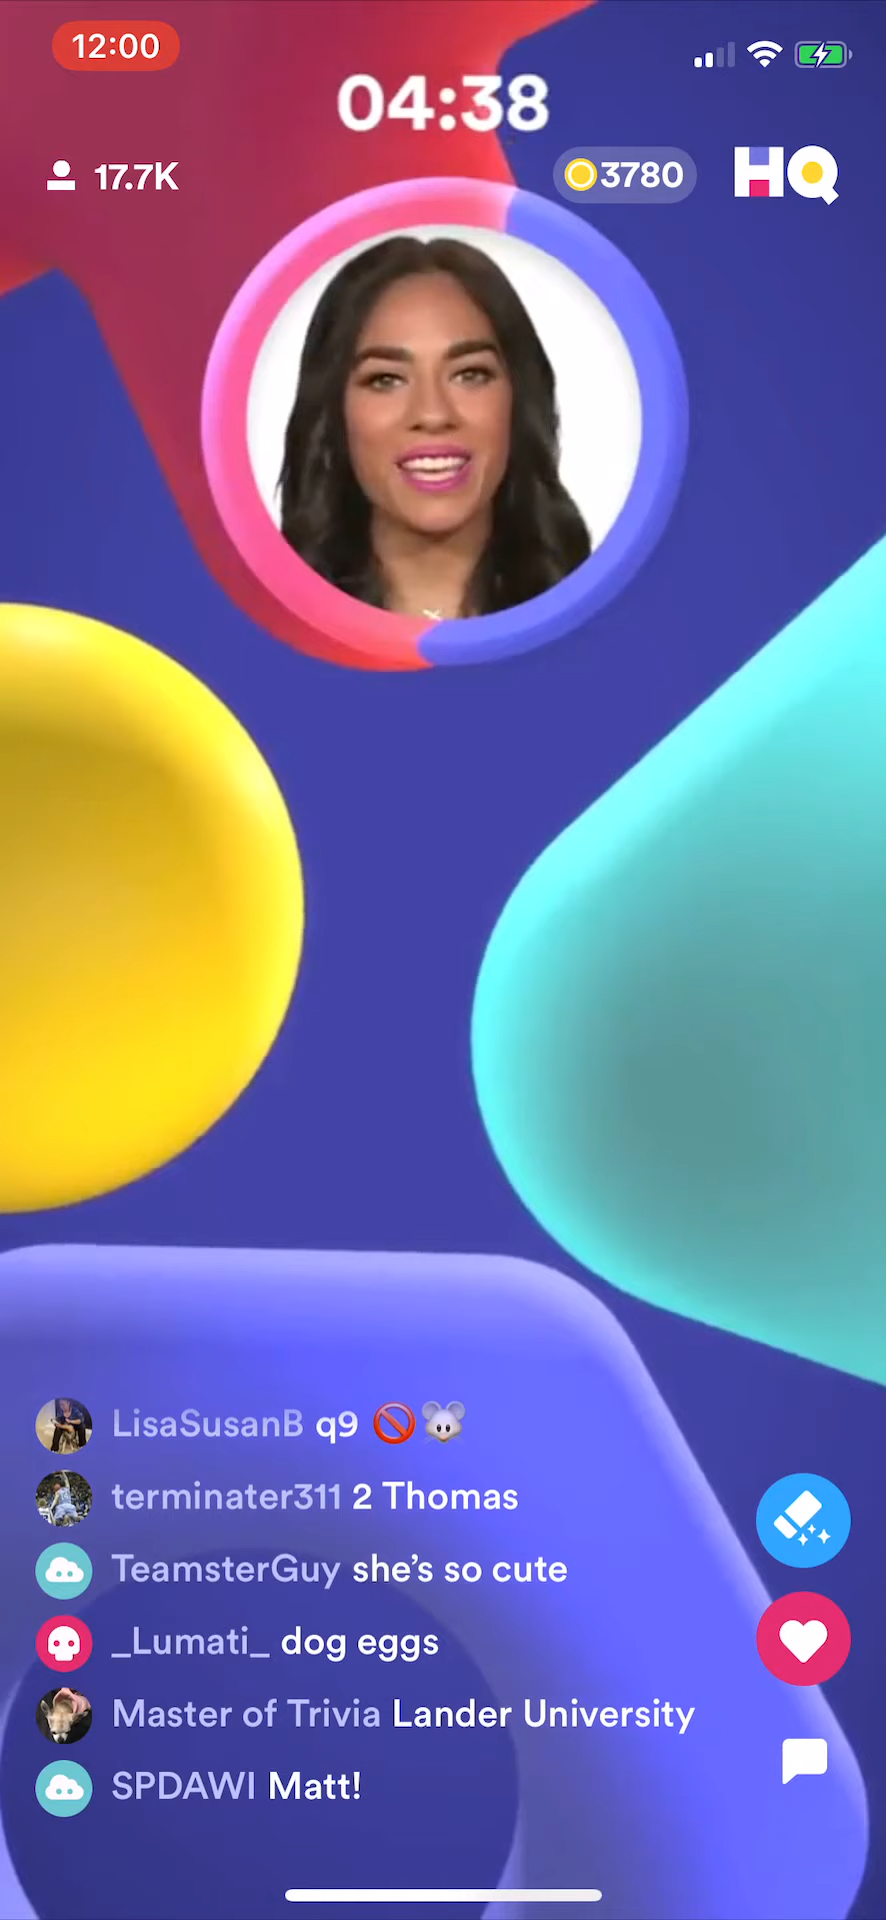 12:00
04:38
17.7K
3780
HQ
LisaSusanB q9 🚫🐭
terminater311 2 Thomas
TeamsterGuy she’s so cute
_Lumati_ dog eggs
Master of Trivia Lander University
SPDAWI Matt!